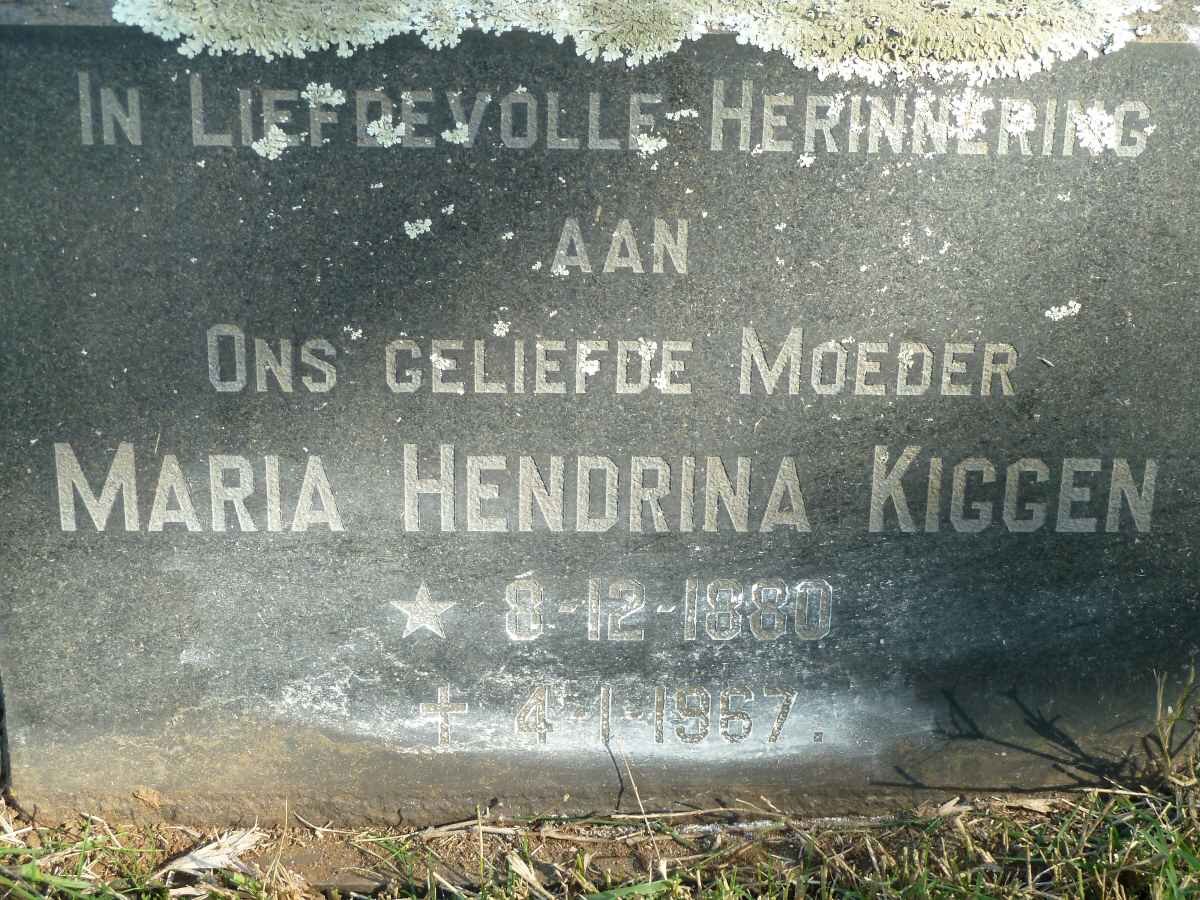 In Liefdevolle Herinnering
aan
Ons geliefde Moeder
Maria Hendrina Kiggen
★ 8-12-1880
✝ 4-1-1967.